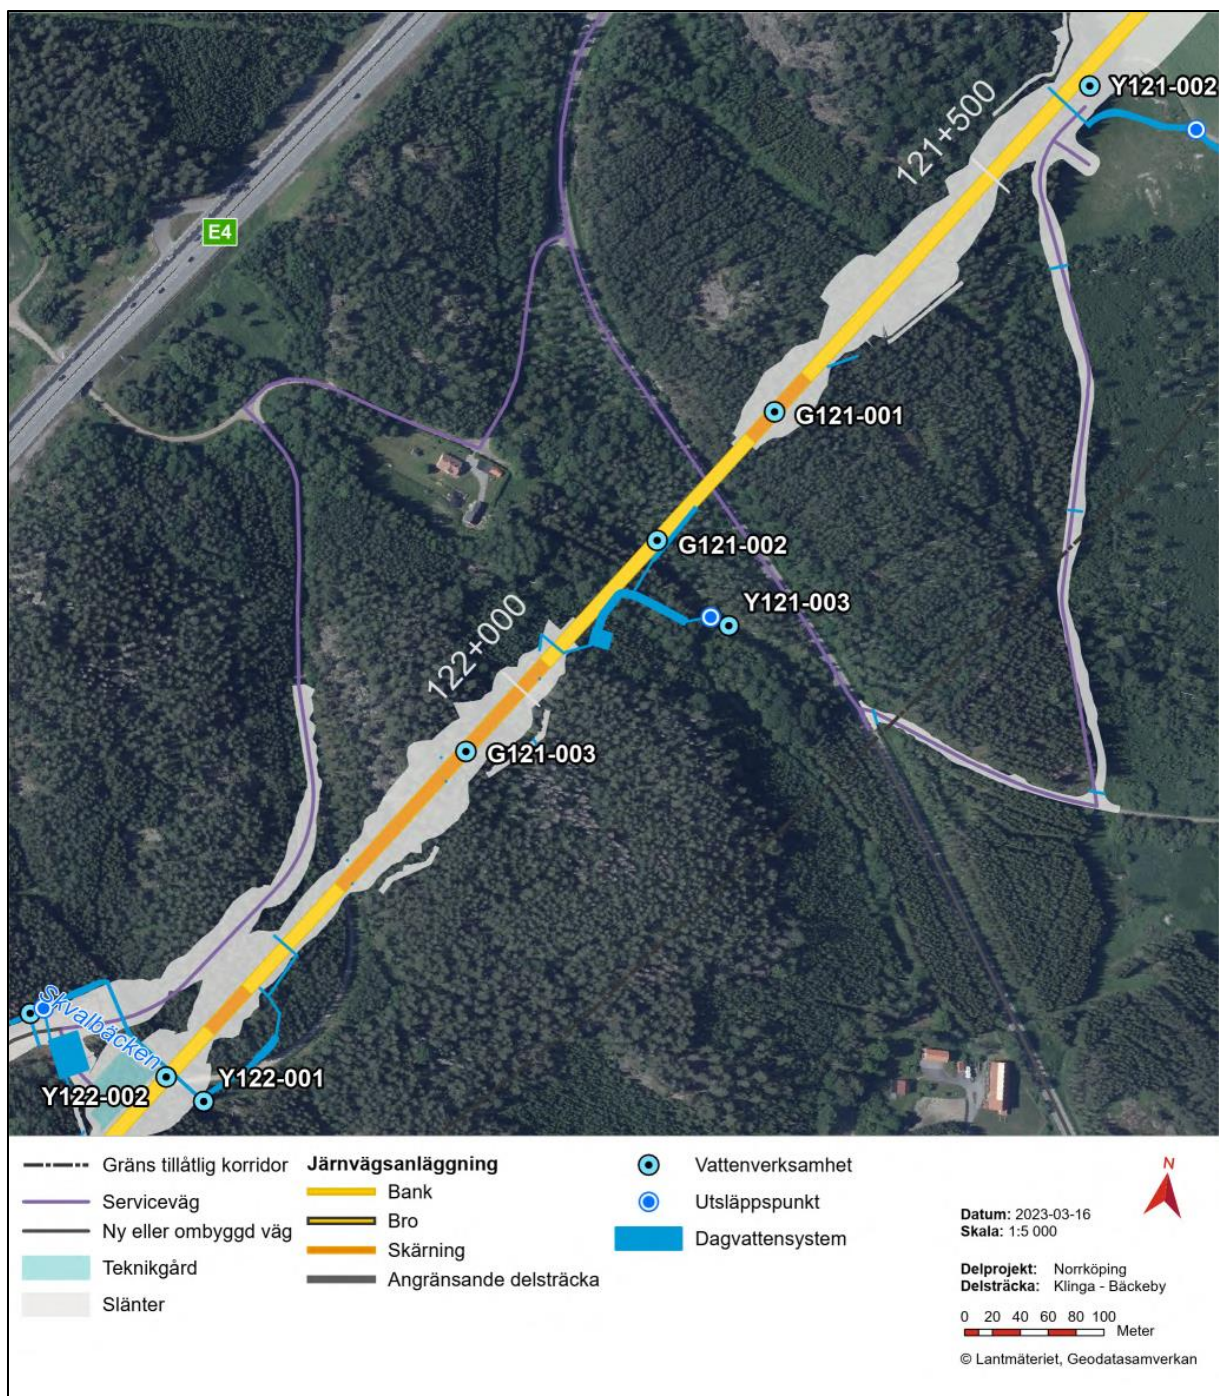 Y121-002
121+500
E4
G121-001
G121-002
Y121-003
122+000
G121-003
Skvalbäcken
Y122-001
Y122-002
Gräns tillåtlig korridor
Serviceväg
Ny eller ombyggd väg
Teknikgård
Slänter
Järnvägsanläggning
Bank
Bro
Skärning
Angränsande delsträcka
Vattenverksamhet
Utsläppspunkt
Dagvattensystem
N
Datum: 2023-03-16
Skala: 1:5 000
Delprojekt: Norrköping
Delsträcka: Klinga - Bäckeby
0 20 40 60 80 100
Meter
© Lantmäteriet, Geodatasamverkan